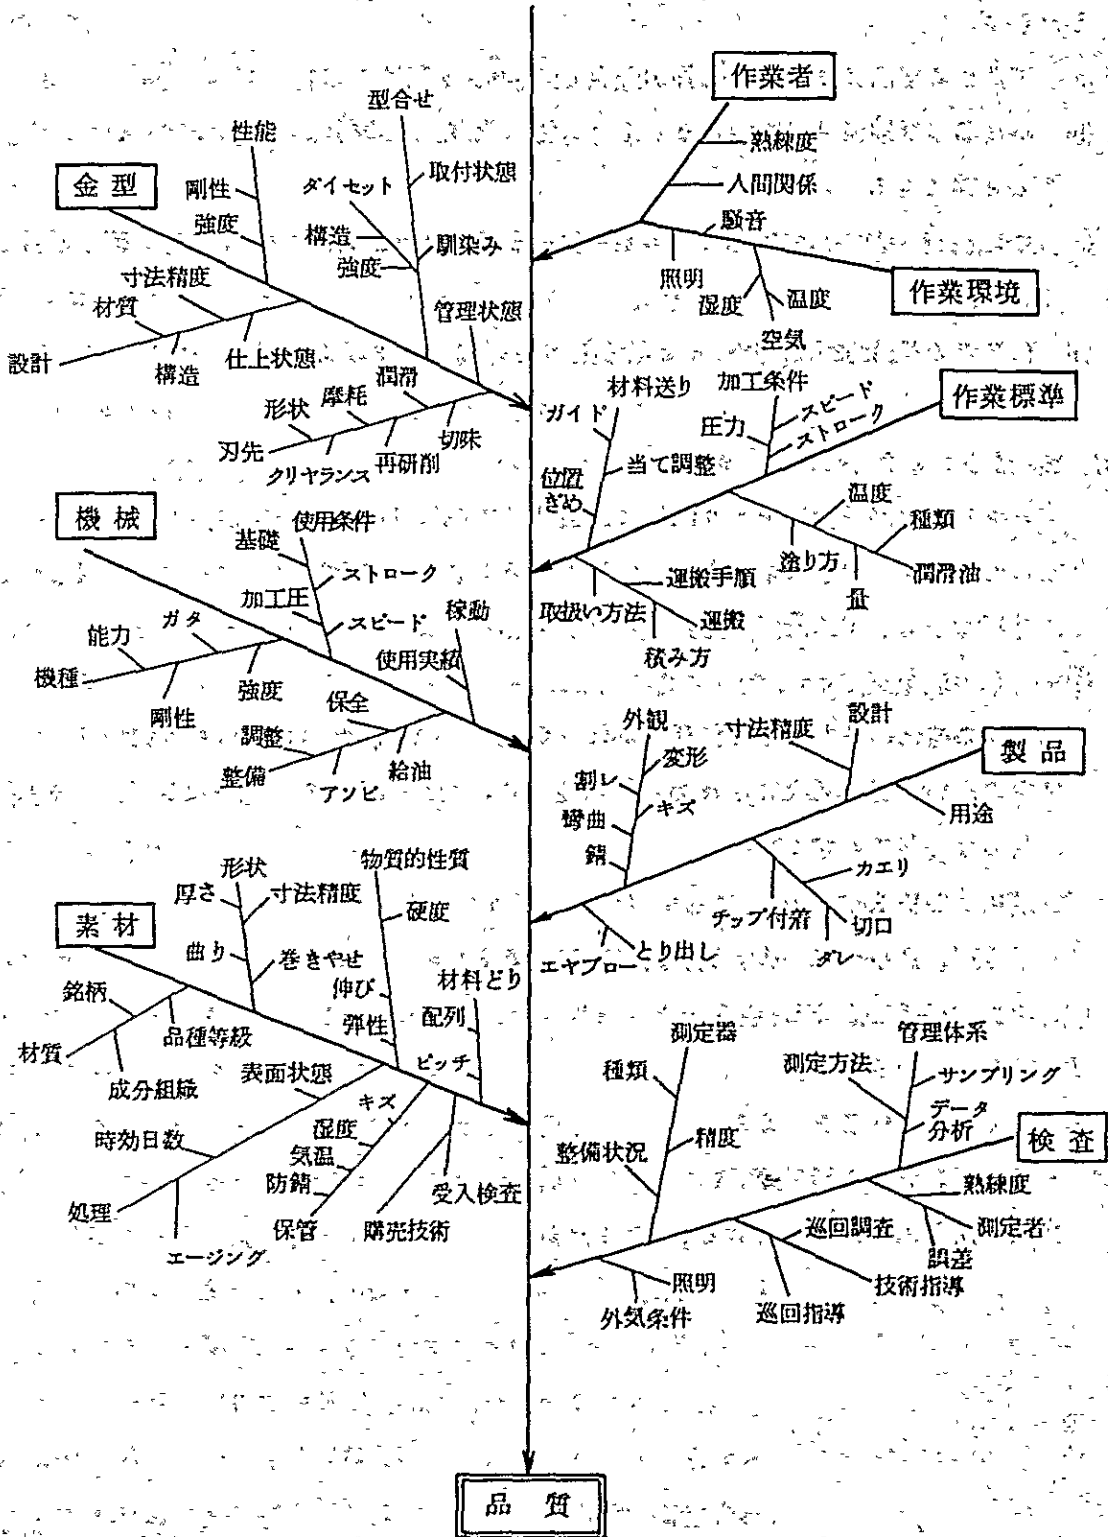 作業者
熟練度
人間関係
騒音
照明
湿度
温度
空気
作業環境
金型
性能
剛性
強度
型合せ
取付状態
ダイセット
構造
強度
馴染み
管理状態
寸法精度
材質
設計
構造
仕上状態
潤滑
摩耗
形状
刃先
クリヤランス
再研削
切味
作業標準
材料送り
ガイド
当て調整
位置
ぎめ
加工条件
圧力
スピード
ストローク
温度
種類
塗り方
量
潤滑油
運搬手順
取扱い方法
運搬
積み方
機械
使用条件
基礎
ストローク
加工圧
スピード
稼動
使用実績
ガタ
能力
機種
剛性
強度
保全
調整
整備
アソビ
給油
製品
外観
変形
割レ
キズ
彎曲
錆
寸法精度
設計
用途
カエリ
チップ付着
切口
ダレ
エヤブロー
とり出し
素材
形状
厚さ
寸法精度
曲り
巻きやせ
物質的性質
硬度
伸び
弾性
材料どり
配列
ピッチ
銘柄
材質
品種等級
成分組織
表面状態
時効日数
処理
エージング
キズ
湿度
気温
防錆
保管
購売技術
受入検査
検査
測定器
種類
精度
整備状況
管理体系
測定方法
サンプリング
データ
分析
熟練度
測定者
誤差
巡回調査
技術指導
巡回指導
照明
外気条件
品質